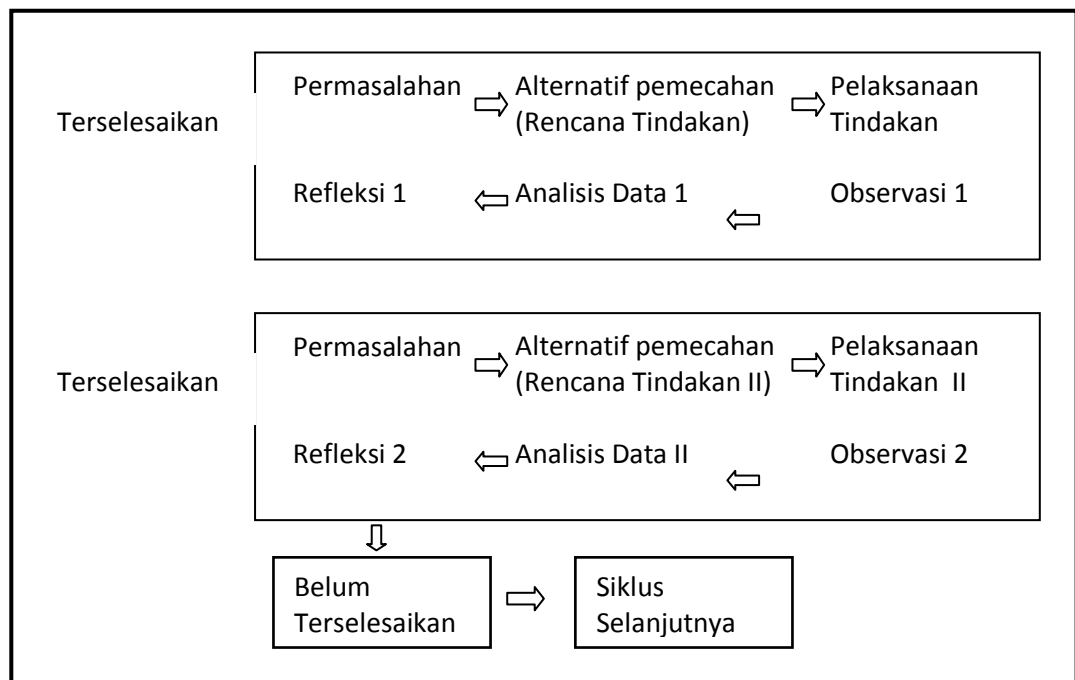 Permasalahan Alternatif pemecahan Pelaksanaan
Terselesaikan (Rencana Tindakan) Tindakan
Refleksi 1 Analisis Data 1 Observasi 1
Permasalahan Alternatif pemecahan Pelaksanaan
Terselesaikan (Rencana Tindakan II) Tindakan II
Refleksi 2 Analisis Data II Observasi 2
Belum Siklus
Terselesaikan Selanjutnya